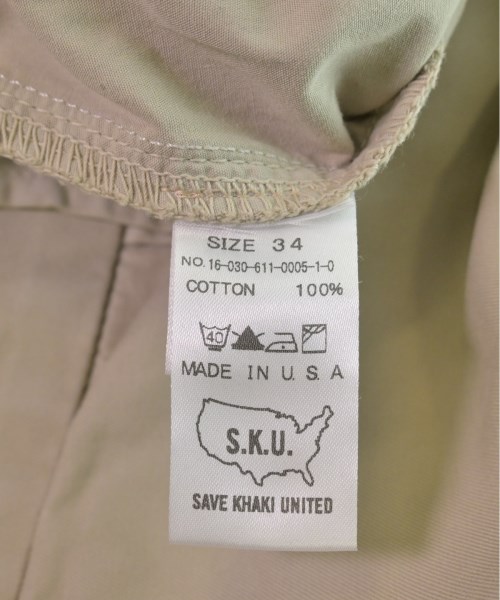 SIZE 34
NO. 16-030-611-0005-1-0
COTTON 100%
40
MADE IN U.S.A
S.K.U.
SAVE KHAKI UNITED